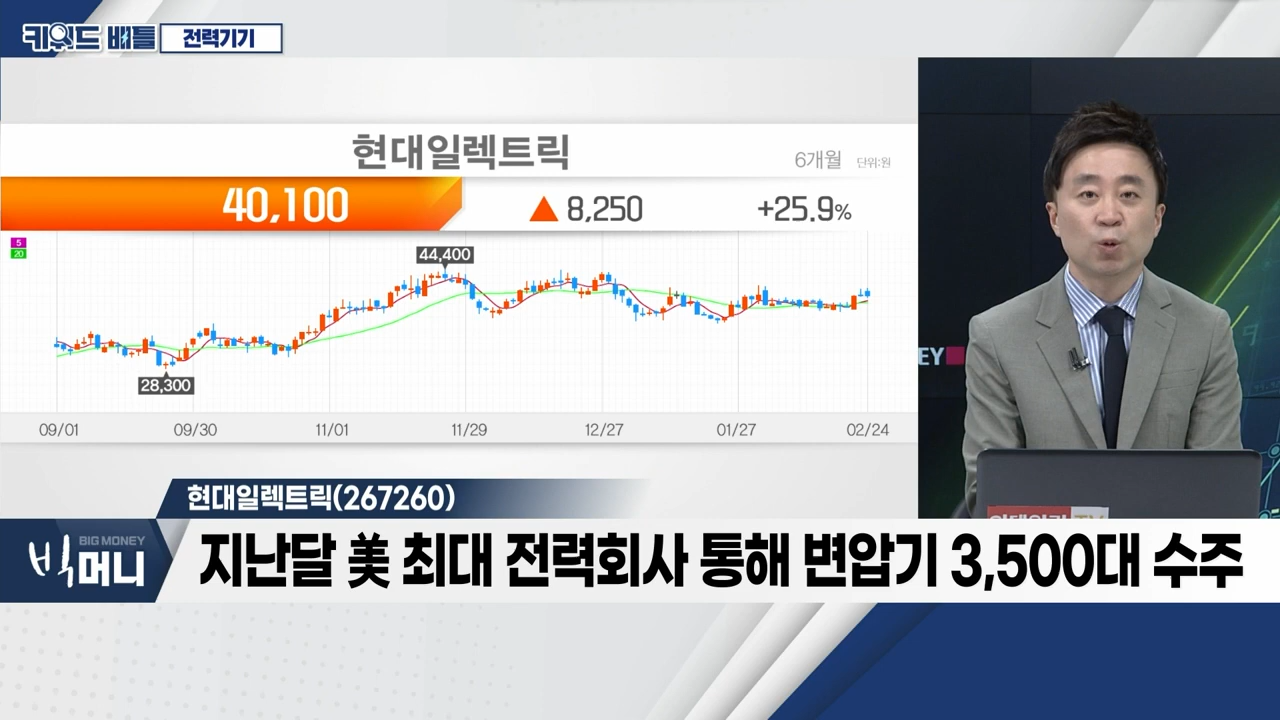 키워드 배틀 전력기기
현대일렉트릭
6개월 단위:원
40,100 ▲ 8,250 +25.9%
5
20
44,400
28,300
09/01 09/30 11/01 11/29 12/27 01/27 02/24
EY
현대일렉트릭(267260)
BIG MONEY
빅머니
지난달 美 최대 전력회사 통해 변압기 3,500대 수주